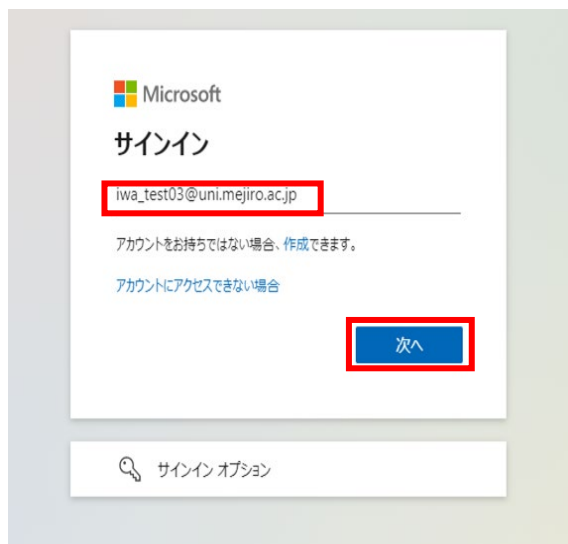 Microsoft
サインイン
iwa_test03@uni.mejiro.ac.jp
アカウントをお持ちではない場合、作成できます。
アカウントにアクセスできない場合
次へ
サインイン オプション